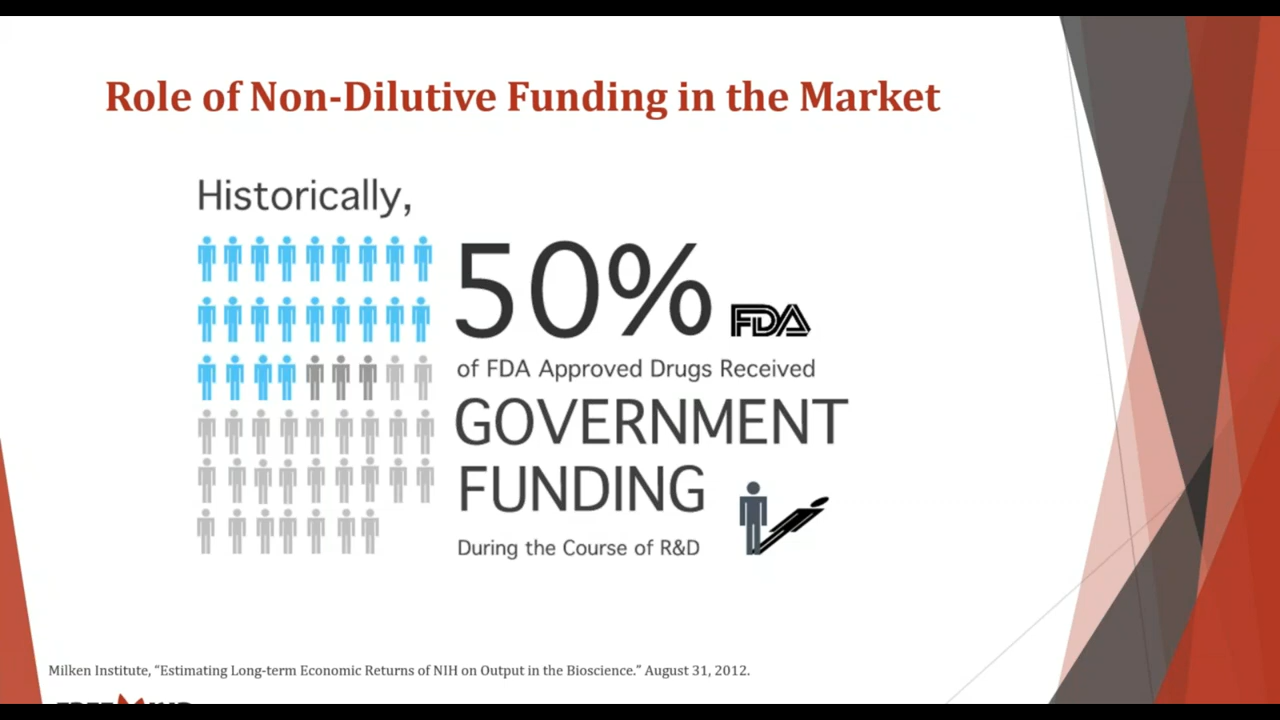 Role of Non-Dilutive Funding in the Market
Historically,
50%
FDA
of FDA Approved Drugs Received
GOVERNMENT
FUNDING
During the Course of R&D
Milken Institute, “Estimating Long-term Economic Returns of NIH on Output in the Bioscience.” August 31, 2012.